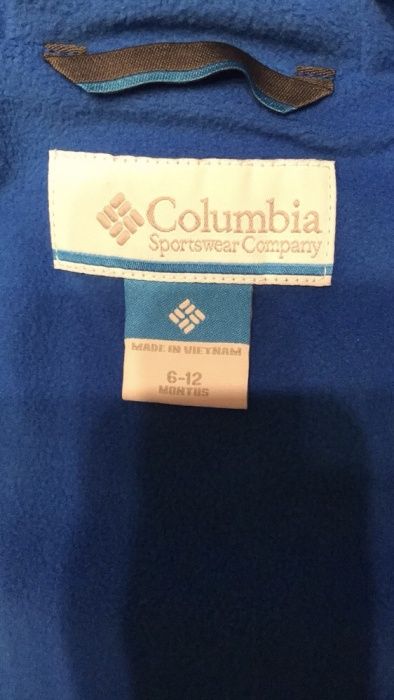 Columbia
Sportswear Company
MADE IN VIETNAM
6-12
MONTHS